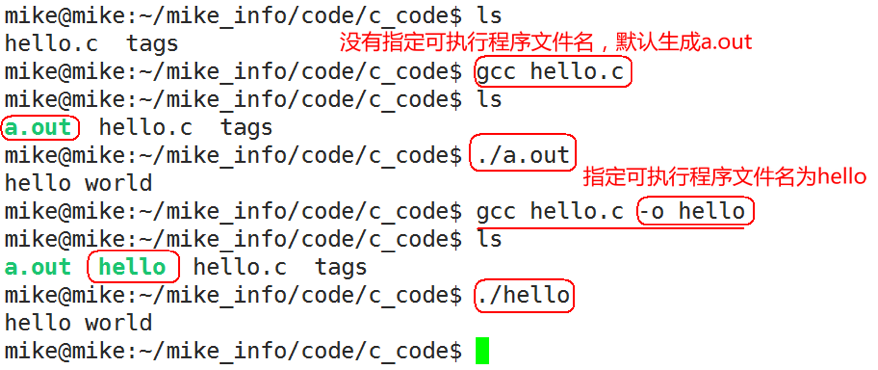 mike@mike:~/mike_info/code/c_code$ ls
hello.c  tags
没有指定可执行程序文件名，默认生成a.out
mike@mike:~/mike_info/code/c_code$ gcc hello.c
mike@mike:~/mike_info/code/c_code$ ls
a.out  hello.c  tags
mike@mike:~/mike_info/code/c_code$ ./a.out
hello world
指定可执行程序文件名为hello
mike@mike:~/mike_info/code/c_code$ gcc hello.c -o hello
mike@mike:~/mike_info/code/c_code$ ls
a.out  hello  hello.c  tags
mike@mike:~/mike_info/code/c_code$ ./hello
hello world
mike@mike:~/mike_info/code/c_code$